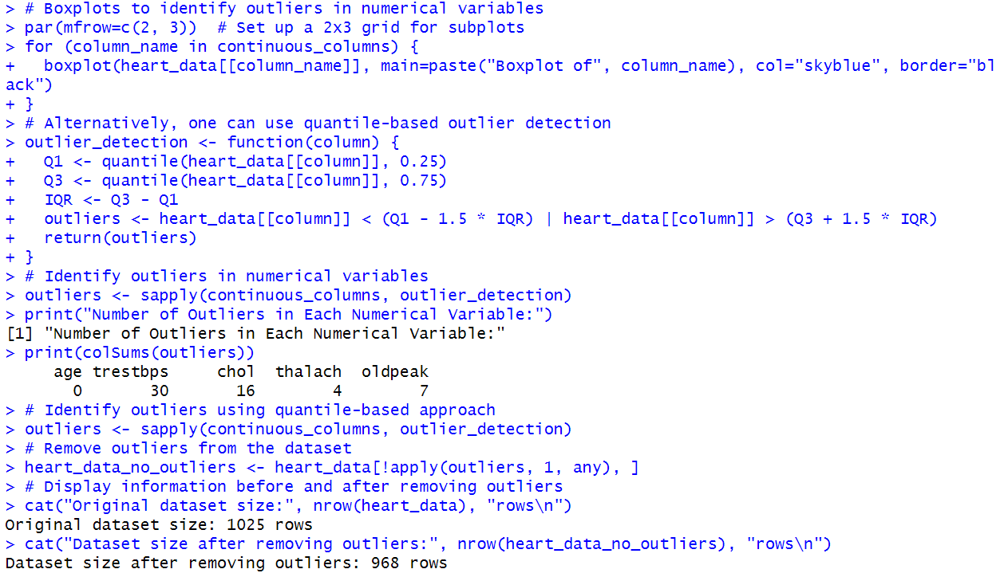 > # Boxplots to identify outliers in numerical variables
> par(mfrow=c(2, 3))  # Set up a 2x3 grid for subplots
> for (column_name in continuous_columns) {
+   boxplot(heart_data[[column_name]], main=paste("Boxplot of", column_name), col="skyblue", border="bl
ack")
+ }
> # Alternatively, one can use quantile-based outlier detection
> outlier_detection <- function(column) {
+   Q1 <- quantile(heart_data[[column]], 0.25)
+   Q3 <- quantile(heart_data[[column]], 0.75)
+   IQR <- Q3 - Q1
+   outliers <- heart_data[[column]] < (Q1 - 1.5 * IQR) | heart_data[[column]] > (Q3 + 1.5 * IQR)
+   return(outliers)
+ }
> # Identify outliers in numerical variables
> outliers <- sapply(continuous_columns, outlier_detection)
> print("Number of Outliers in Each Numerical Variable:")
[1] "Number of Outliers in Each Numerical Variable:"
> print(colSums(outliers))
     age trestbps     chol  thalach  oldpeak
       0       30       16        4        7
> # Identify outliers using quantile-based approach
> outliers <- sapply(continuous_columns, outlier_detection)
> # Remove outliers from the dataset
> heart_data_no_outliers <- heart_data[!apply(outliers, 1, any), ]
> # Display information before and after removing outliers
> cat("Original dataset size:", nrow(heart_data), "rows\n")
Original dataset size: 1025 rows
> cat("Dataset size after removing outliers:", nrow(heart_data_no_outliers), "rows\n")
Dataset size after removing outliers: 968 rows